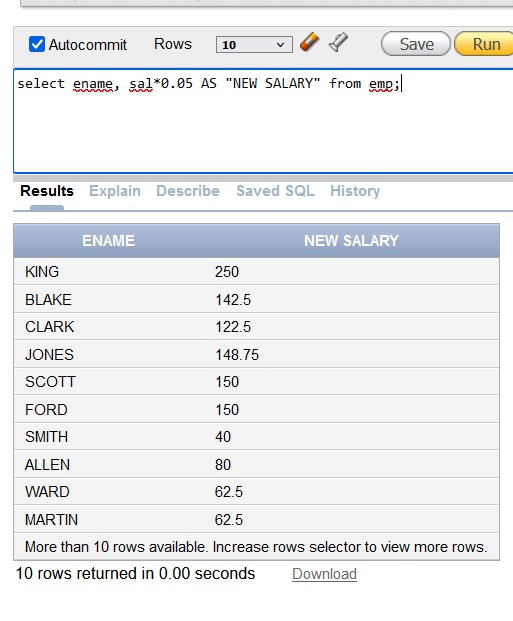 Autocommit Rows 10 Save Run
select ename, sal*0.05 AS "NEW SALARY" from emp;
Results Explain Describe Saved SQL History
ENAME NEW SALARY
KING 250
BLAKE 142.5
CLARK 122.5
JONES 148.75
SCOTT 150
FORD 150
SMITH 40
ALLEN 80
WARD 62.5
MARTIN 62.5
More than 10 rows available. Increase rows selector to view more rows.
10 rows returned in 0.00 seconds Download